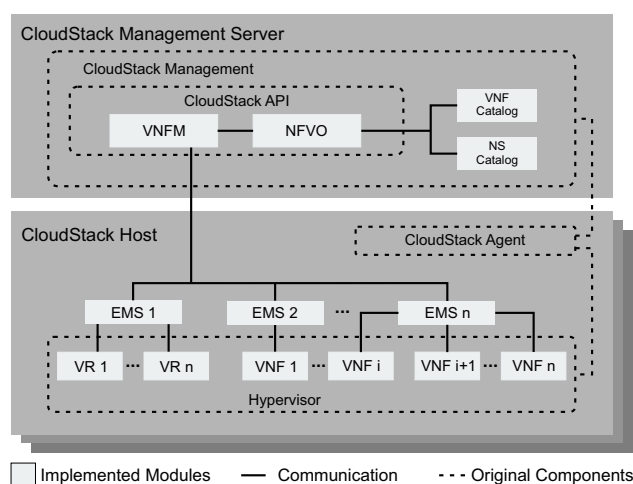 CloudStack Management Server
CloudStack Management
CloudStack API
VNFM
NFVO
VNF
Catalog
NS
Catalog
CloudStack Host
CloudStack Agent
EMS 1
EMS 2
...
EMS n
VR 1
...
VR n
VNF 1
...
VNF i
VNF i+1
...
VNF n
Hypervisor
Implemented Modules
Communication
Original Components